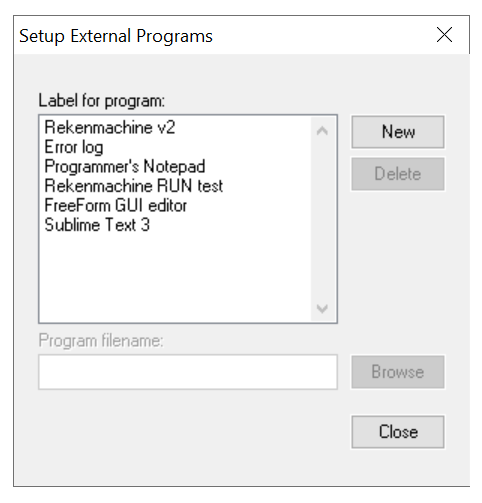 Setup External Programs
Label for program:
Rekenmachine v2
Error log
Programmer's Notepad
Rekenmachine RUN test
FreeForm GUI editor
Sublime Text 3
New
Delete
Program filename:
Browse
Close